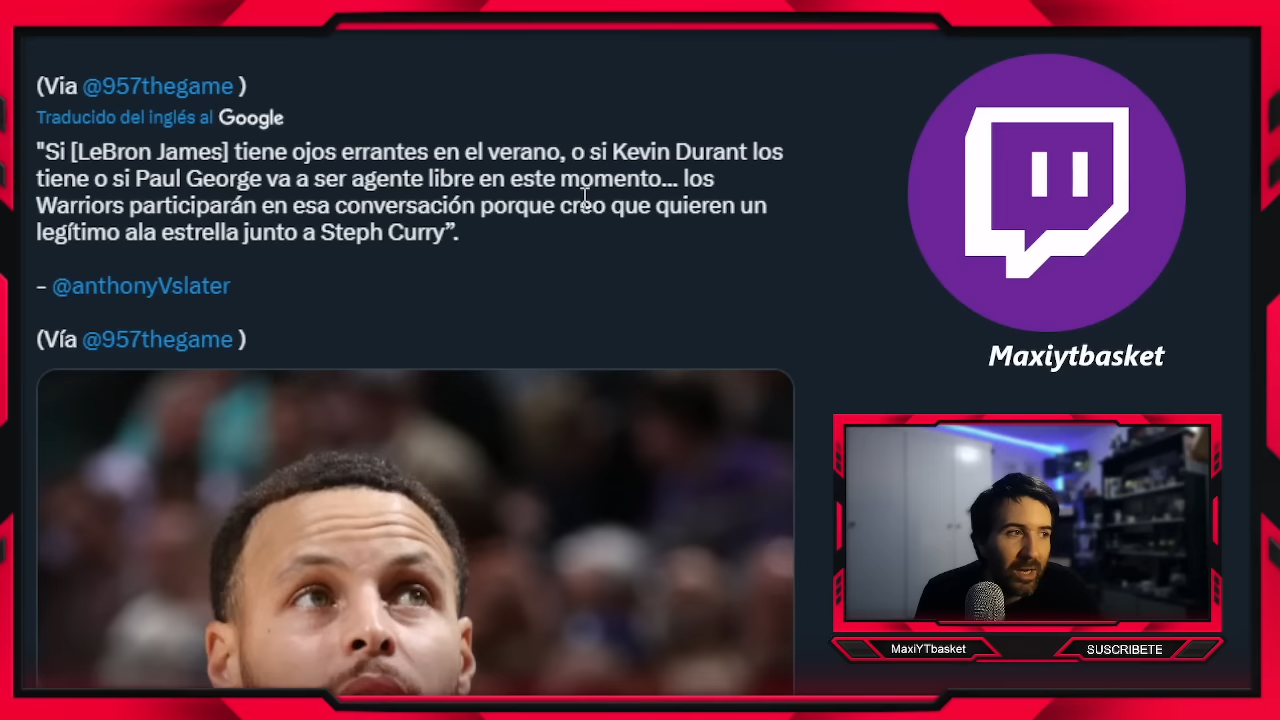 (Via @957thegame )
Traducido del inglés al Google
"Si [LeBron James] tiene ojos errantes en el verano, o si Kevin Durant los
tiene o si Paul George va a ser agente libre en este momento... los
Warriors participarán en esa conversación porque creo que quieren un
legítimo ala estrella junto a Steph Curry”.
– @anthonyVslater
(Vía @957thegame )
Maxiytbasket
MaxiYTbasket
SUSCRIBETE